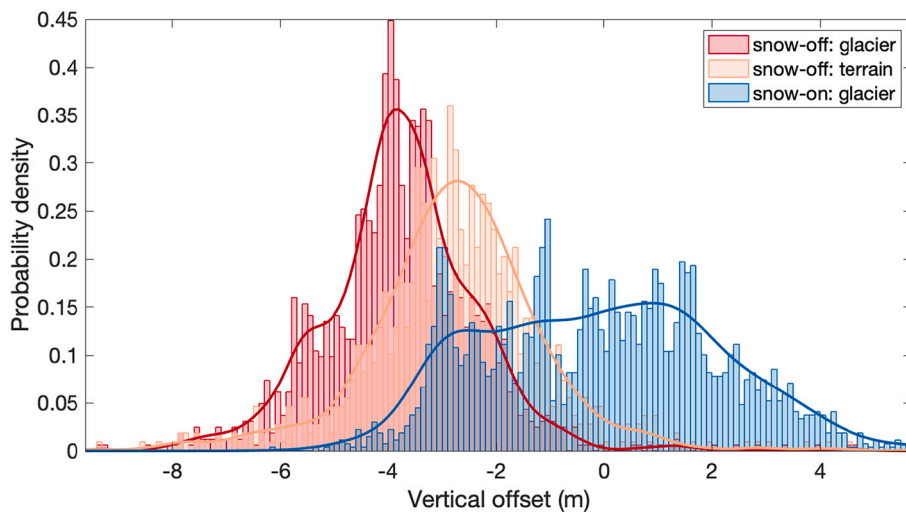 0.45
0.4
0.35
0.3
0.25
0.2
0.15
0.1
0.05
0
Probability density
snow-off: glacier
snow-off: terrain
snow-on: glacier
-8 -6 -4 -2 0 2 4
Vertical offset (m)